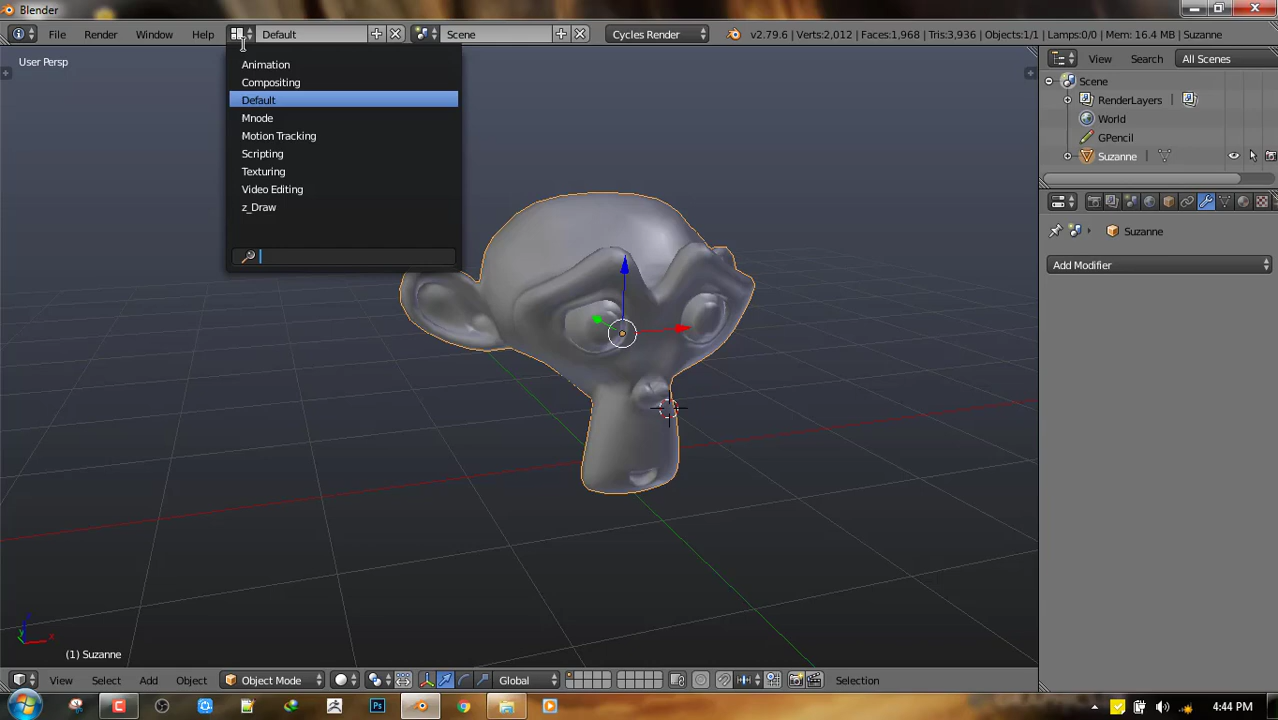 Blender
File Render Window Help Default Scene Cycles Render v2.79.6 | Verts:2,012 | Faces:1,968 | Tris:3,936 | Objects:1/1 | Lamps:0/0 | Mem: 16.4 MB | Suzanne
User Persp
View Search All Scenes
Animation
Compositing
Default
Mnode
Motion Tracking
Scripting
Texturing
Video Editing
z_Draw
Scene
RenderLayers
World
GPencil
Suzanne
Suzanne
Add Modifier
(1) Suzanne
View Select Add Object Object Mode Global Selection
4:44 PM